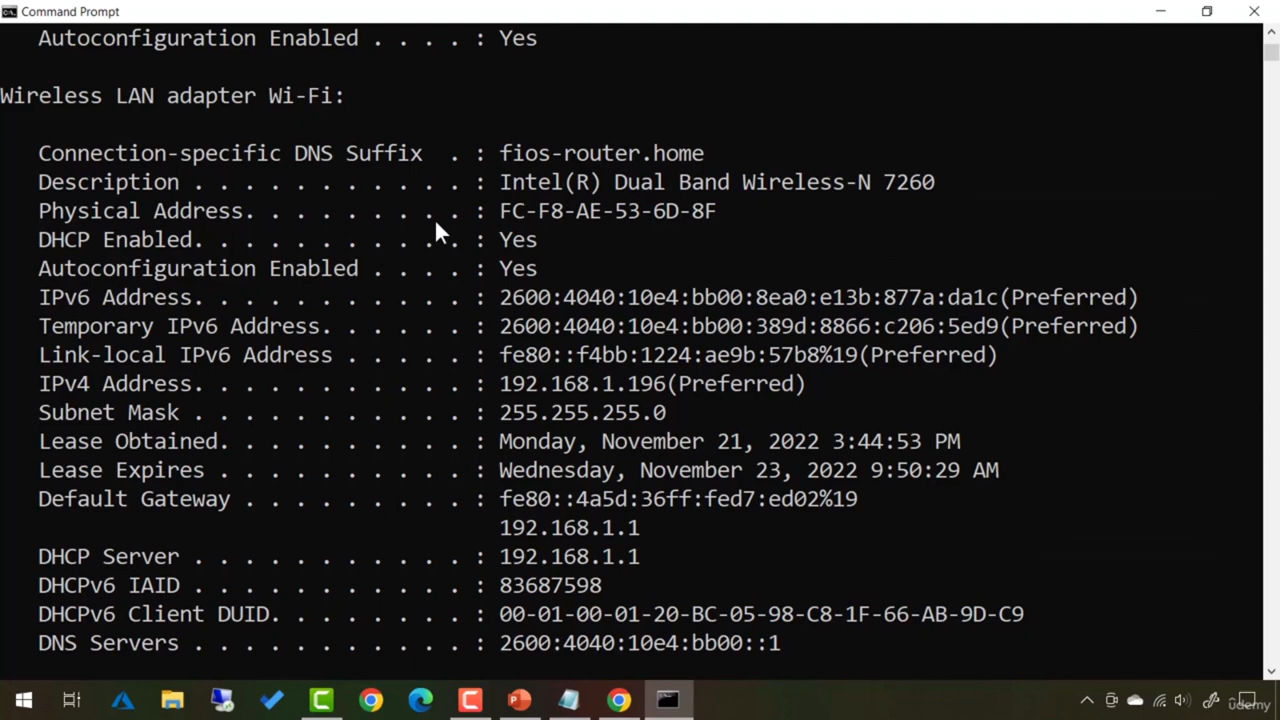 Command Prompt
Autoconfiguration Enabled . . . . : Yes
Wireless LAN adapter Wi-Fi:
Connection-specific DNS Suffix . : fios-router.home
Description . . . . . . . . . . . : Intel(R) Dual Band Wireless-N 7260
Physical Address. . . . . . . . . : FC-F8-AE-53-6D-8F
DHCP Enabled. . . . . . . . . . . : Yes
Autoconfiguration Enabled . . . . : Yes
IPv6 Address. . . . . . . . . . . : 2600:4040:10e4:bb00:8ea0:e13b:877a:da1c(Preferred)
Temporary IPv6 Address. . . . . . : 2600:4040:10e4:bb00:389d:8866:c206:5ed9(Preferred)
Link-local IPv6 Address . . . . . : fe80::f4bb:1224:ae9b:57b8%19(Preferred)
IPv4 Address. . . . . . . . . . . : 192.168.1.196(Preferred)
Subnet Mask . . . . . . . . . . . : 255.255.255.0
Lease Obtained. . . . . . . . . . : Monday, November 21, 2022 3:44:53 PM
Lease Expires . . . . . . . . . . : Wednesday, November 23, 2022 9:50:29 AM
Default Gateway . . . . . . . . . : fe80::4a5d:36ff:fed7:ed02%19
192.168.1.1
DHCP Server . . . . . . . . . . . : 192.168.1.1
DHCPv6 IAID . . . . . . . . . . . : 83687598
DHCPv6 Client DUID. . . . . . . . : 00-01-00-01-20-BC-05-98-C8-1F-66-AB-9D-C9
DNS Servers . . . . . . . . . . . : 2600:4040:10e4:bb00::1
udemy